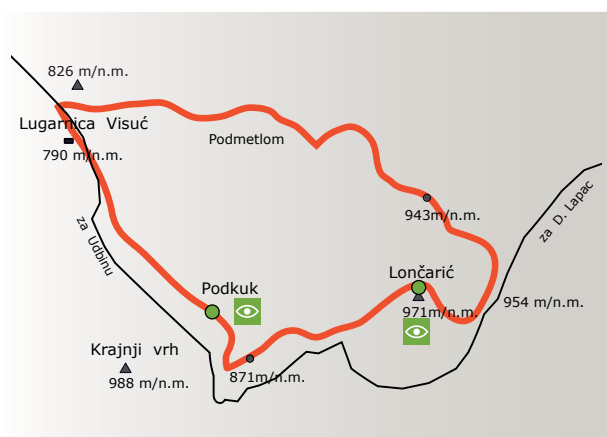 826 m/n.m.
Lugarnica Visuć
790 m/n.m.
Podmetlom
943m/n.m.
za D. Lapac
za Udbinu
Lončarić
Podkuk
954 m/n.m.
971m/n.m.
Krajnji vrh
988 m/n.m.
871m/n.m.